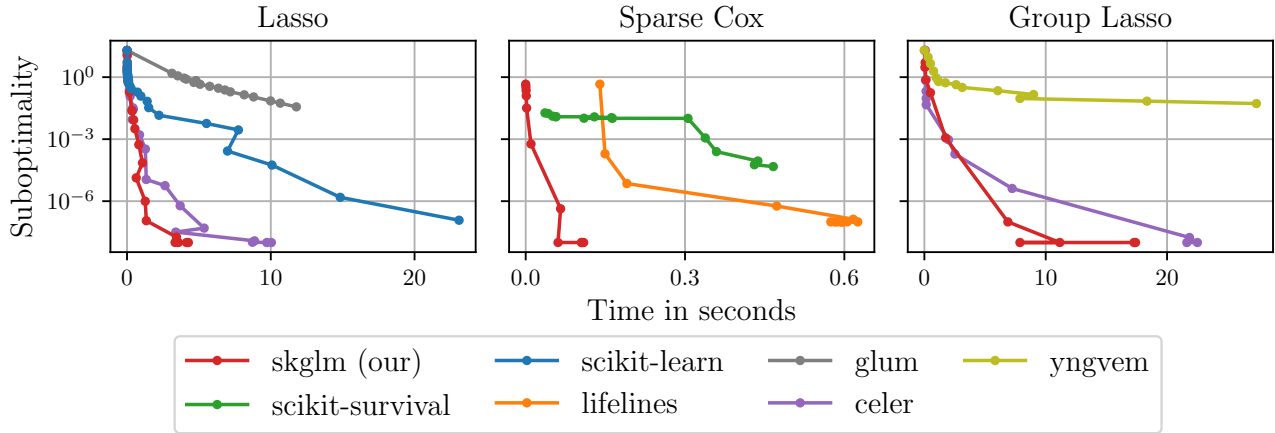 Lasso Sparse Cox Group Lasso
Suboptimality
10^0
10^-3
10^-6
0 10 20 0.0 0.3 0.6 0 10 20
Time in seconds
skglm (our) scikit-learn glum yngvem
scikit-survival lifelines celer